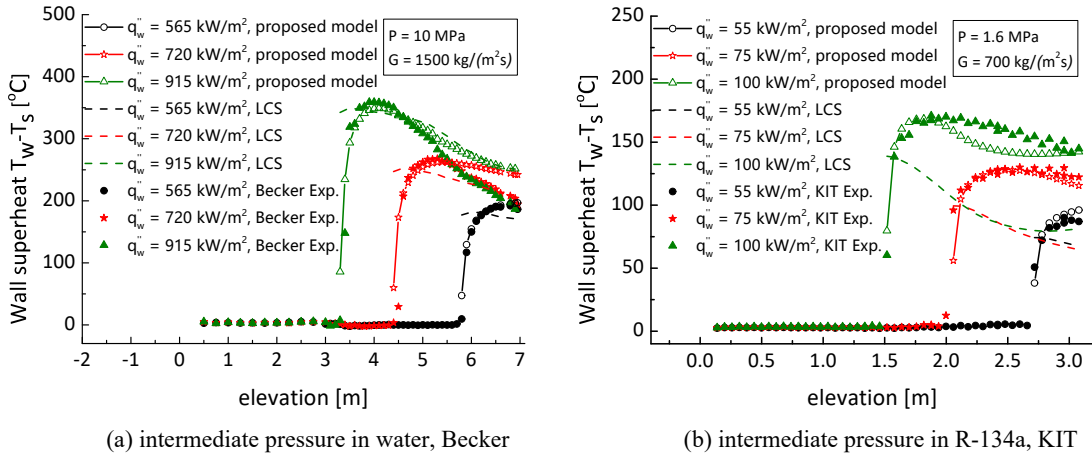 q''w = 565 kW/m², proposed model
q''w = 720 kW/m², proposed model
q''w = 915 kW/m², proposed model
q''w = 565 kW/m², LCS
q''w = 720 kW/m², LCS
q''w = 915 kW/m², LCS
q''w = 565 kW/m², Becker Exp.
q''w = 720 kW/m², Becker Exp.
q''w = 915 kW/m², Becker Exp.
P = 10 MPa
G = 1500 kg/(m²s)
Wall superheat Tw-Ts [°C]
500
450
400
350
300
250
200
150
100
50
0
-2 -1 0 1 2 3 4 5 6 7
elevation [m]
(a) intermediate pressure in water, Becker
q''w = 55 kW/m², proposed model
q''w = 75 kW/m², proposed model
q''w = 100 kW/m², proposed model
q''w = 55 kW/m², LCS
q''w = 75 kW/m², LCS
q''w = 100 kW/m², LCS
q''w = 55 kW/m², KIT Exp.
q''w = 75 kW/m², KIT Exp.
q''w = 100 kW/m², KIT Exp.
P = 1.6 MPa
G = 700 kg/(m²s)
Wall superheat Tw-Ts [°C]
250
200
150
100
50
0
0.0 0.5 1.0 1.5 2.0 2.5 3.0
elevation [m]
(b) intermediate pressure in R-134a, KIT